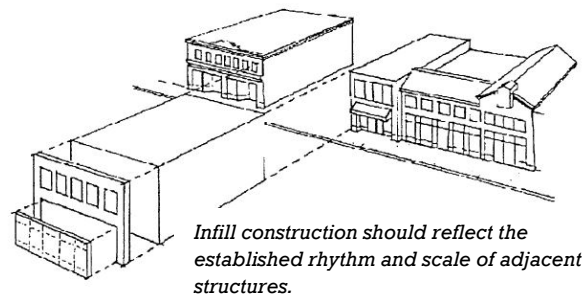 Infill construction should reflect the
established rhythm and scale of adjacent
structures.